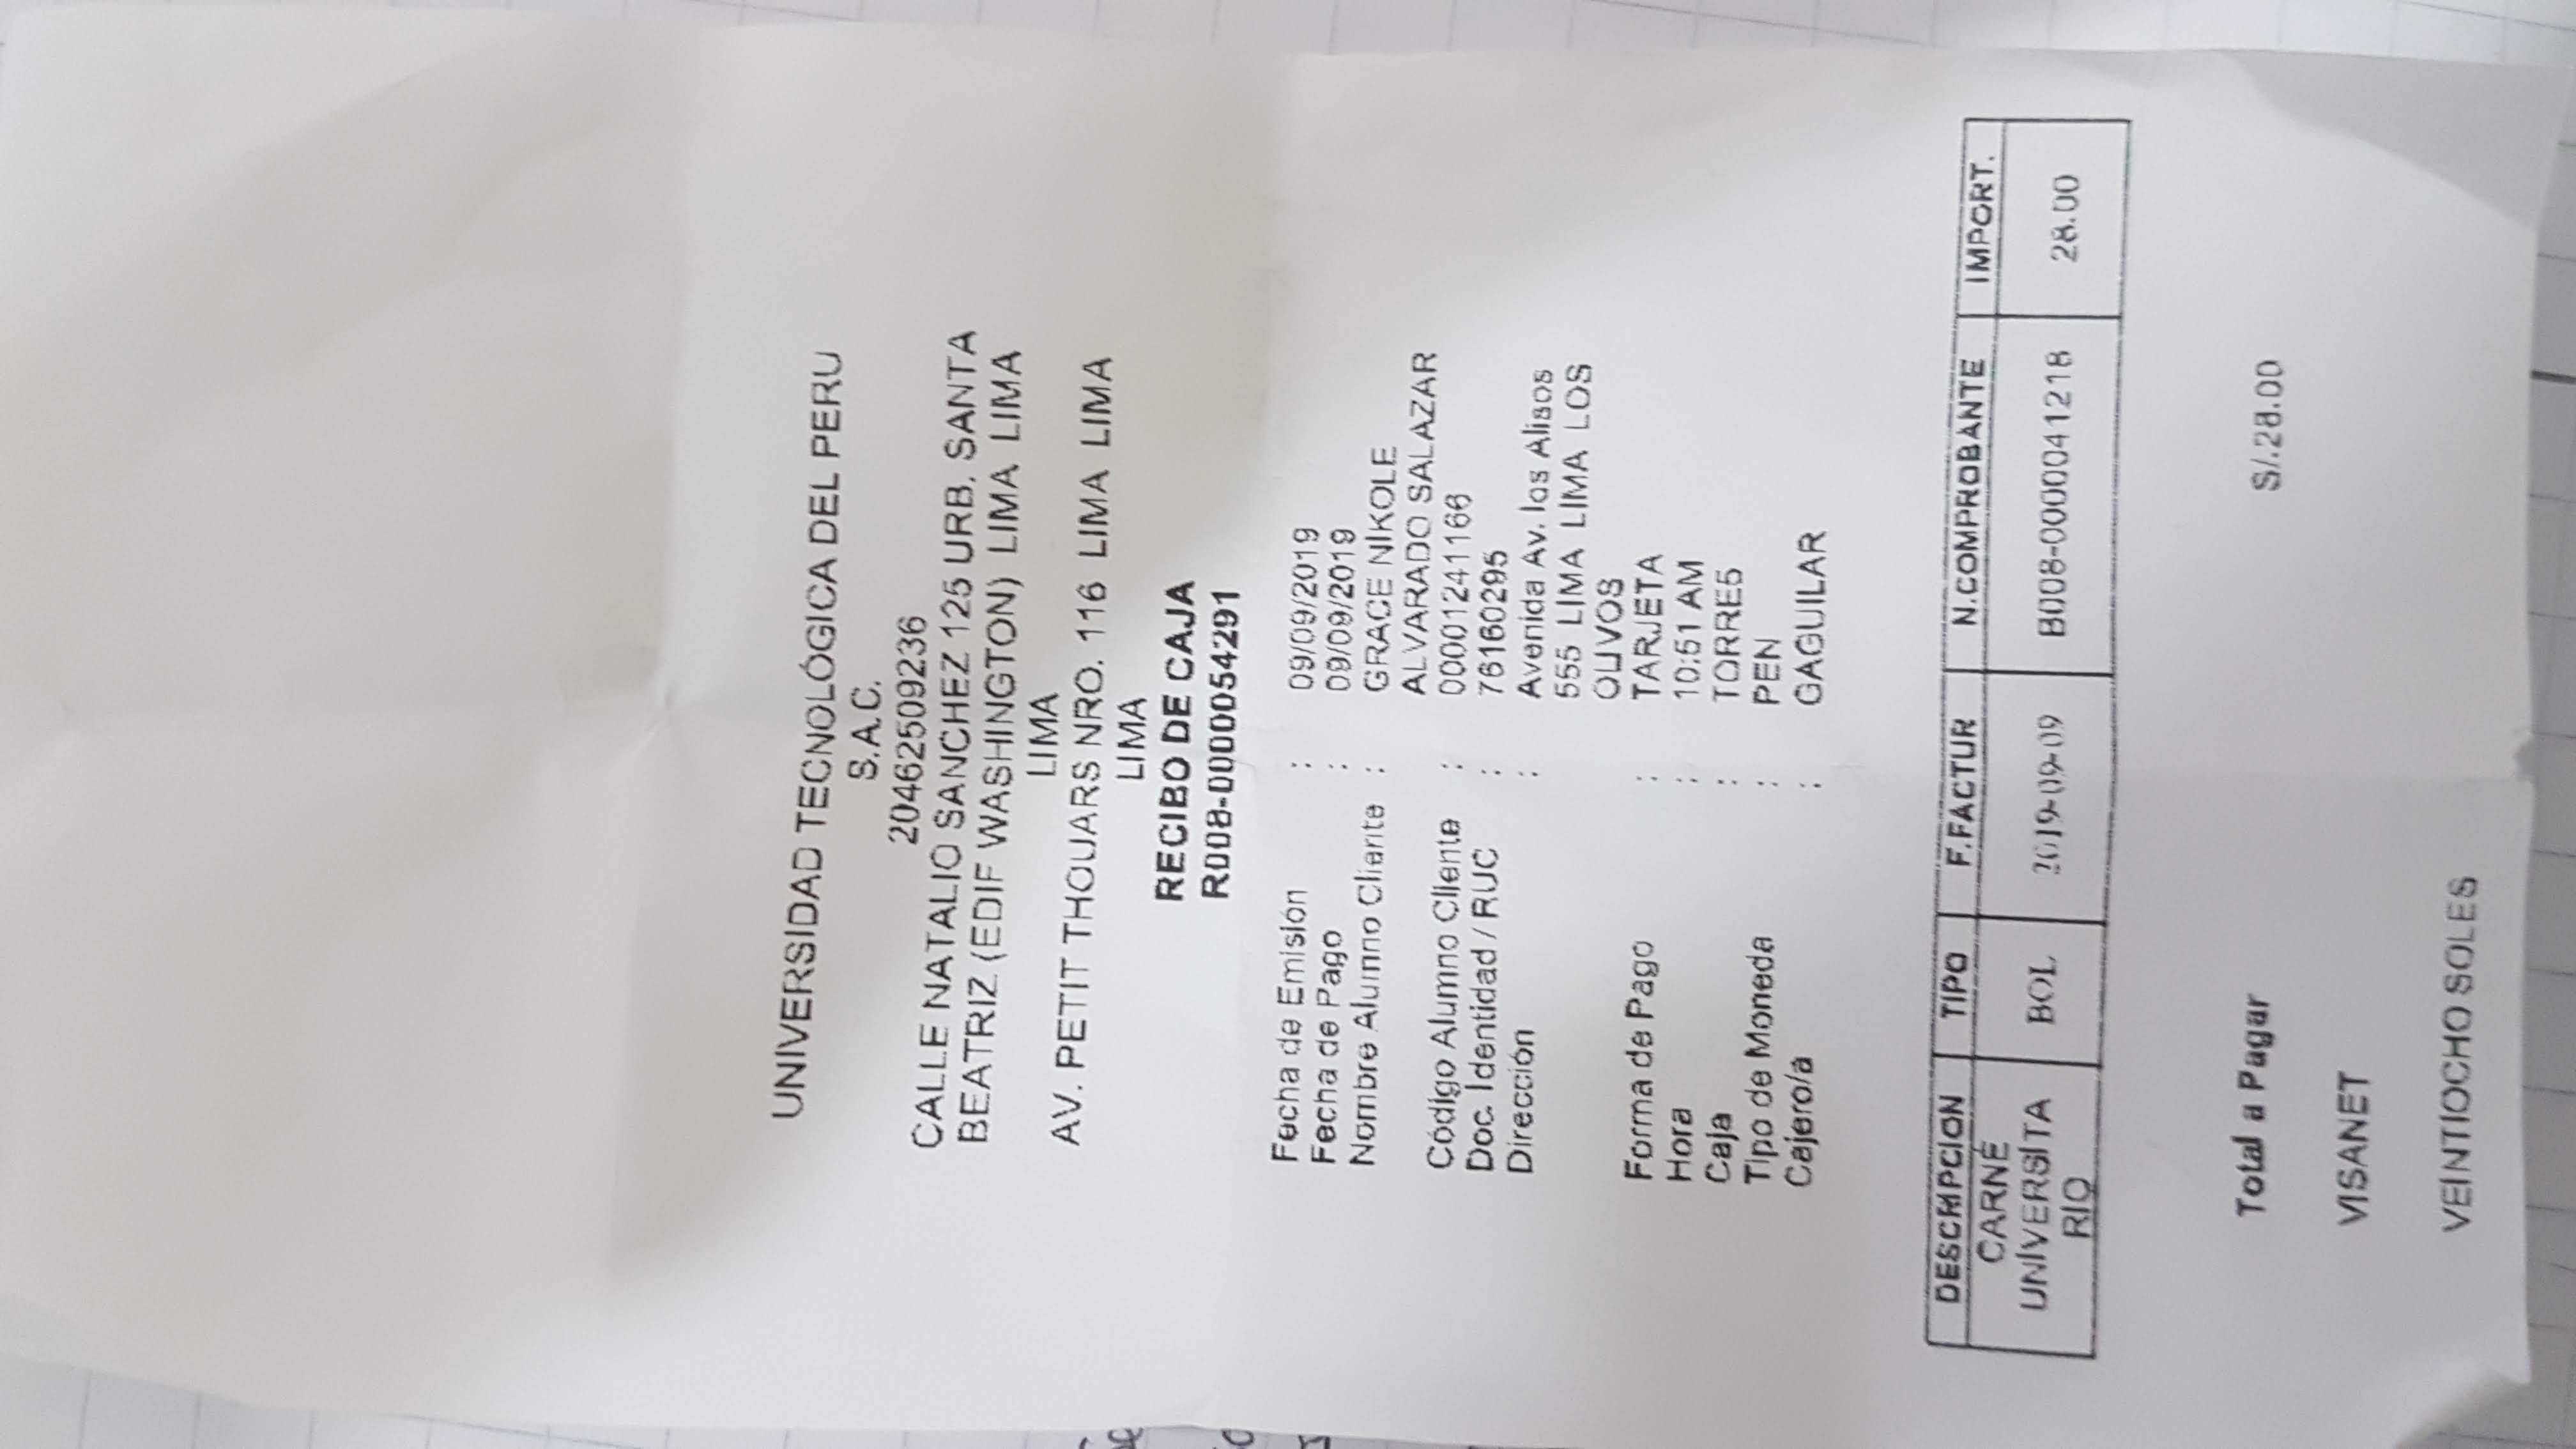 UNIVERSIDAD TECNOLÓGICA DEL PERU
S.A.C.
20462509236
CALLE NATALIO SANCHEZ 125 URB. SANTA
BEATRIZ (EDIF WASHINGTON) LIMA LIMA
LIMA
AV. PETIT THOUARS NRO. 116 LIMA LIMA
LIMA
RECIBO DE CAJA
R008-0000054291
Fecha de Emisión : 09/09/2019
Fecha de Pago : 09/09/2019
Nombre Alumno Cliente : GRACE NIKOLE
ALVARADO SALAZAR
Código Alumno Cliente : 00001241166
Doc. Identidad / RUC : 76160295
Dirección : Avenida Av. los Alisos
555 LIMA LIMA LOS
OLIVOS
Forma de Pago : TARJETA
Hora : 10:51 AM
Caja : TORRE5
Tipo de Moneda : PEN
Cajero/a : GAGUILAR
DESCRIPCION TIPO F.FACTUR N.COMPROBANTE IMPORT.
CARNÉ
UNIVERSITA BOL 2019-09-09 B008-0000041218 28.00
RIO
Total a Pagar S/.28.00
VISANET
VEINTIOCHO SOLES